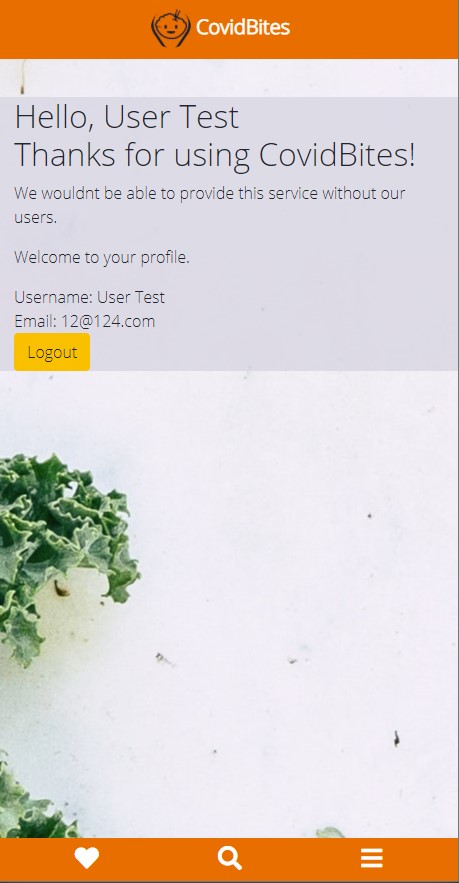 CovidBites
Hello, User Test
Thanks for using CovidBites!
We wouldnt be able to provide this service without our
users.
Welcome to your profile.
Username: User Test
Email: 12@124.com
Logout